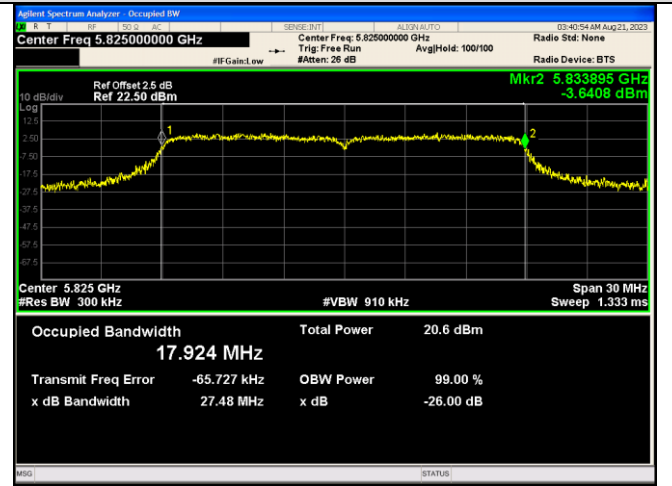 Agilent Spectrum Analyzer - Occupied BW
R T RF 50 Ω AC SENSE:INT ALIGN AUTO 03:40:54 AM Aug 21, 2023
Center Freq 5.825000000 GHz Center Freq: 5.825000000 GHz Radio Std: None
Trig: Free Run Avg|Hold: 100/100
#IFGain:Low #Atten: 26 dB Radio Device: BTS
Mkr2 5.833895 GHz
Ref Offset 2.5 dB
10 dB/div Ref 22.50 dBm -3.6408 dBm
Log
12.5
1 2
2.50
-7.50
-17.5
-27.5
-37.5
-47.5
-57.5
-67.5
Center 5.825 GHz Span 30 MHz
#Res BW 300 kHz #VBW 910 kHz Sweep 1.333 ms
Occupied Bandwidth Total Power 20.6 dBm
17.924 MHz
Transmit Freq Error -65.727 kHz OBW Power 99.00 %
x dB Bandwidth 27.48 MHz x dB -26.00 dB
MSG STATUS